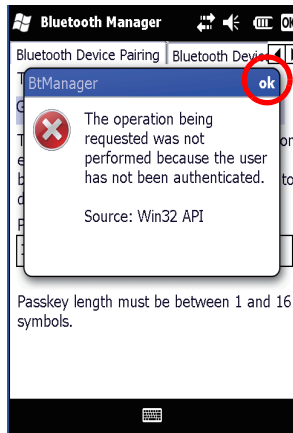 Bluetooth Manager
OK
Bluetooth Device Pairing Bluetooth Devic
BtManager ok
The operation being
requested was not
performed because the user
has not been authenticated.
Source: Win32 API
Passkey length must be between 1 and 16
symbols.